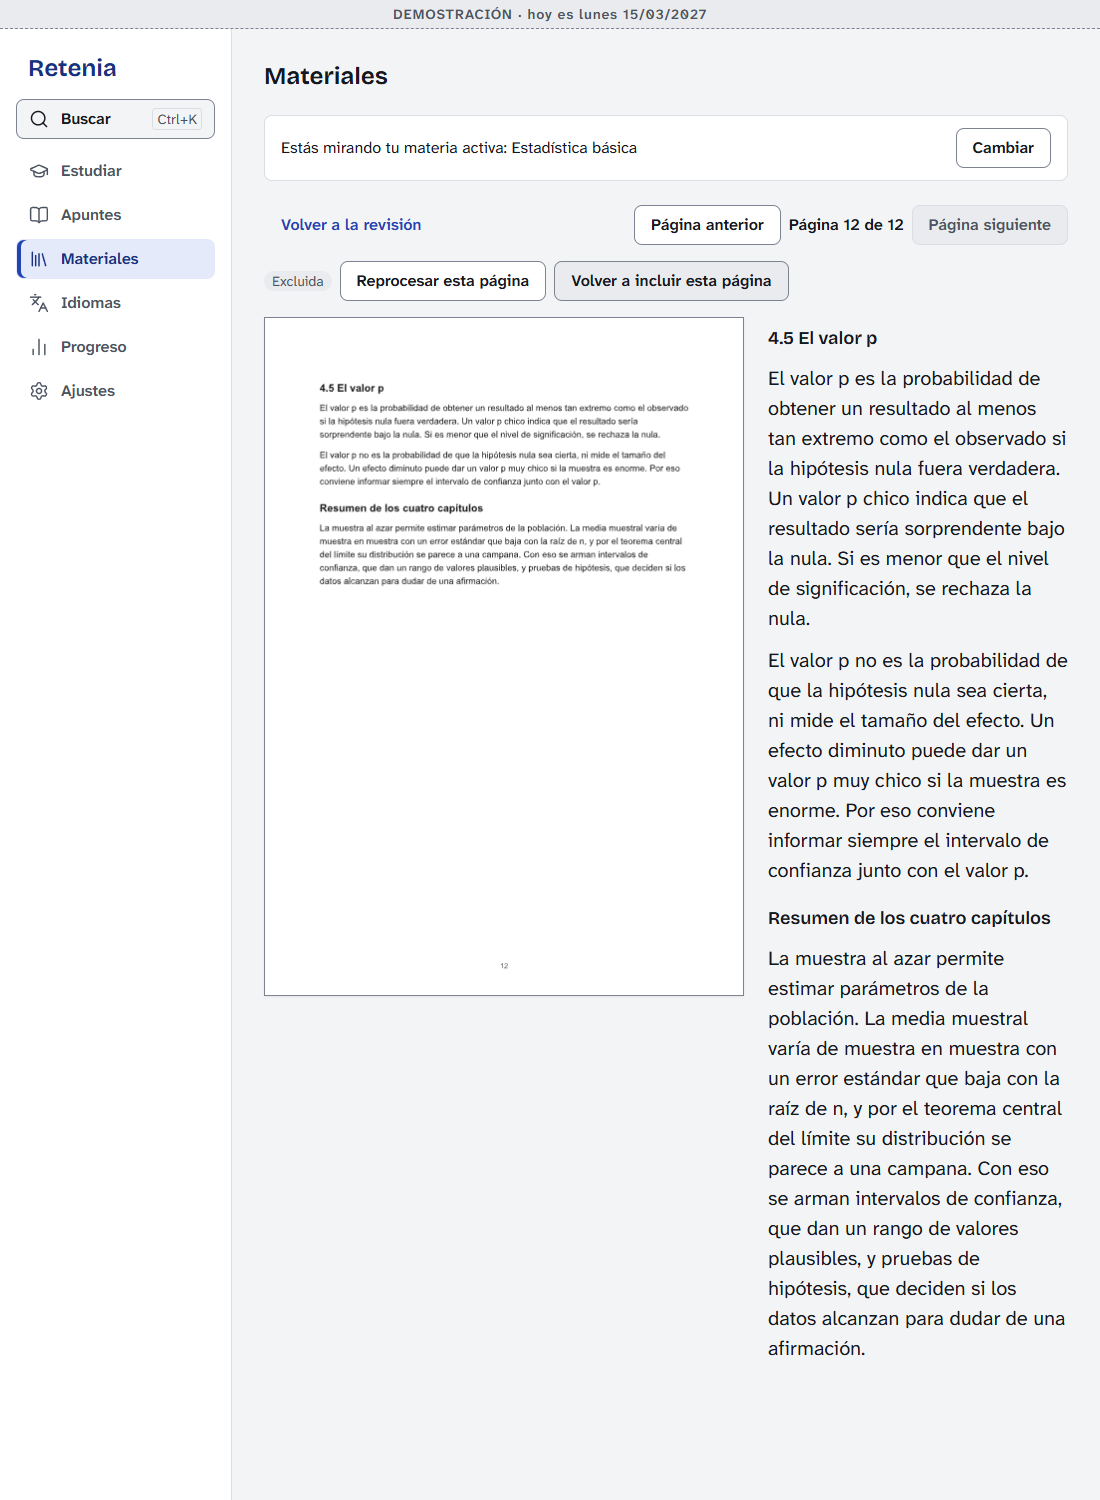 DEMOSTRACIÓN · hoy es lunes 15/03/2027
Retenia
Buscar Ctrl+K
Estudiar
Apuntes
Materiales
Idiomas
Progreso
Ajustes
Materiales
Estás mirando tu materia activa: Estadística básica Cambiar
Volver a la revisión Página anterior Página 12 de 12 Página siguiente
Excluida Reprocesar esta página Volver a incluir esta página
4.5 El valor p
El valor p es la probabilidad de obtener un resultado al menos tan extremo como el observado
si la hipótesis nula fuera verdadera. Un valor p chico indica que el resultado sería
sorprendente bajo la nula. Si es menor que el nivel de significación, se rechaza la nula.
El valor p no es la probabilidad de que la hipótesis nula sea cierta, ni mide el tamaño del
efecto. Un efecto diminuto puede dar un valor p muy chico si la muestra es enorme. Por eso
conviene informar siempre el intervalo de confianza junto con el valor p.
Resumen de los cuatro capítulos
La muestra al azar permite estimar parámetros de la población. La media muestral varía de
muestra en muestra con un error estándar que baja con la raíz de n, y por el teorema central
del límite su distribución se parece a una campana. Con eso se arman intervalos de
confianza, que dan un rango de valores plausibles, y pruebas de hipótesis, que deciden si los
datos alcanzan para dudar de una afirmación.
12
4.5 El valor p
El valor p es la probabilidad de
obtener un resultado al menos
tan extremo como el observado si
la hipótesis nula fuera verdadera.
Un valor p chico indica que el
resultado sería sorprendente bajo
la nula. Si es menor que el nivel
de significación, se rechaza la
nula.
El valor p no es la probabilidad de
que la hipótesis nula sea cierta,
ni mide el tamaño del efecto. Un
efecto diminuto puede dar un
valor p muy chico si la muestra es
enorme. Por eso conviene
informar siempre el intervalo de
confianza junto con el valor p.
Resumen de los cuatro capítulos
La muestra al azar permite
estimar parámetros de la
población. La media muestral
varía de muestra en muestra con
un error estándar que baja con la
raíz de n, y por el teorema central
del límite su distribución se
parece a una campana. Con eso
se arman intervalos de confianza,
que dan un rango de valores
plausibles, y pruebas de
hipótesis, que deciden si los
datos alcanzan para dudar de una
afirmación.